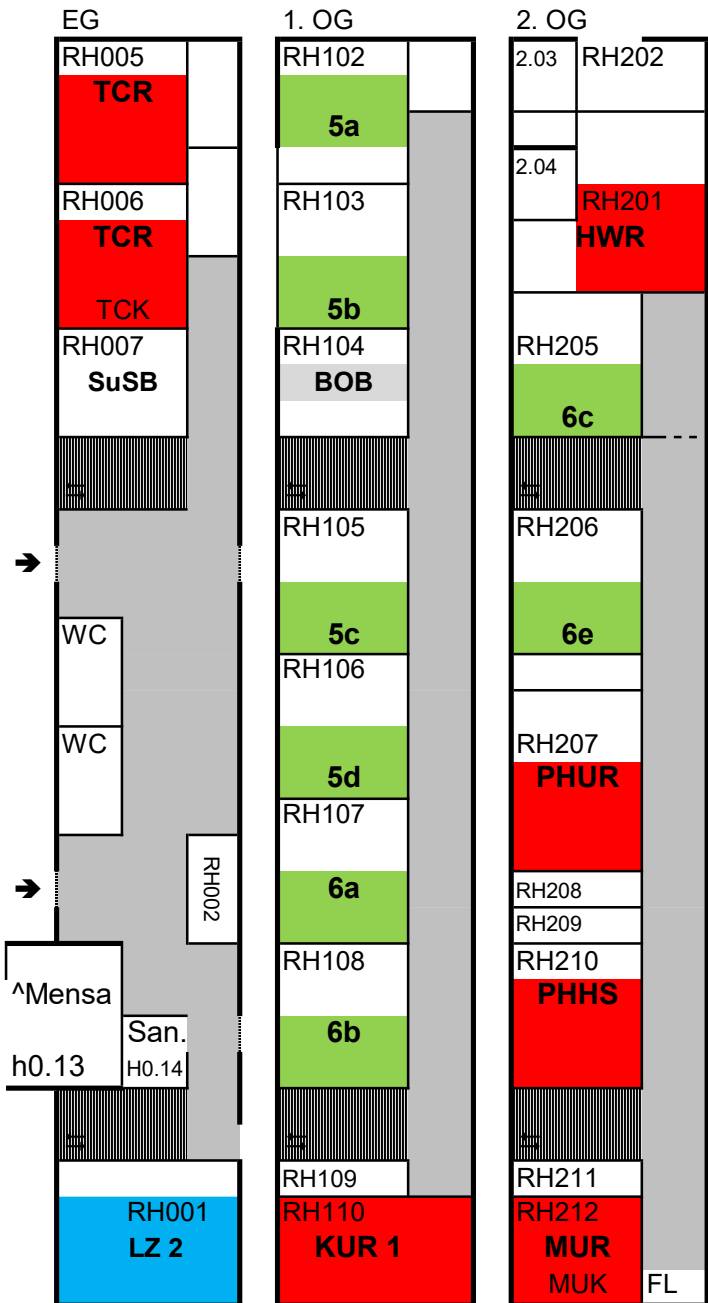 EG
RH005
TCR
RH006
TCR
TCK
RH007
SuSB
➔
WC
WC
➔
RH002
^Mensa
San.
h0.13
H0.14
RH001
LZ 2
1. OG
RH102
5a
RH103
5b
RH104
BOB
RH105
5c
RH106
5d
RH107
6a
RH108
6b
RH109
RH110
KUR 1
2. OG
2.03
RH202
2.04
RH201
HWR
RH205
6c
RH206
6e
RH207
PHUR
RH208
RH209
RH210
PHHS
RH211
RH212
MUR
MUK
FL